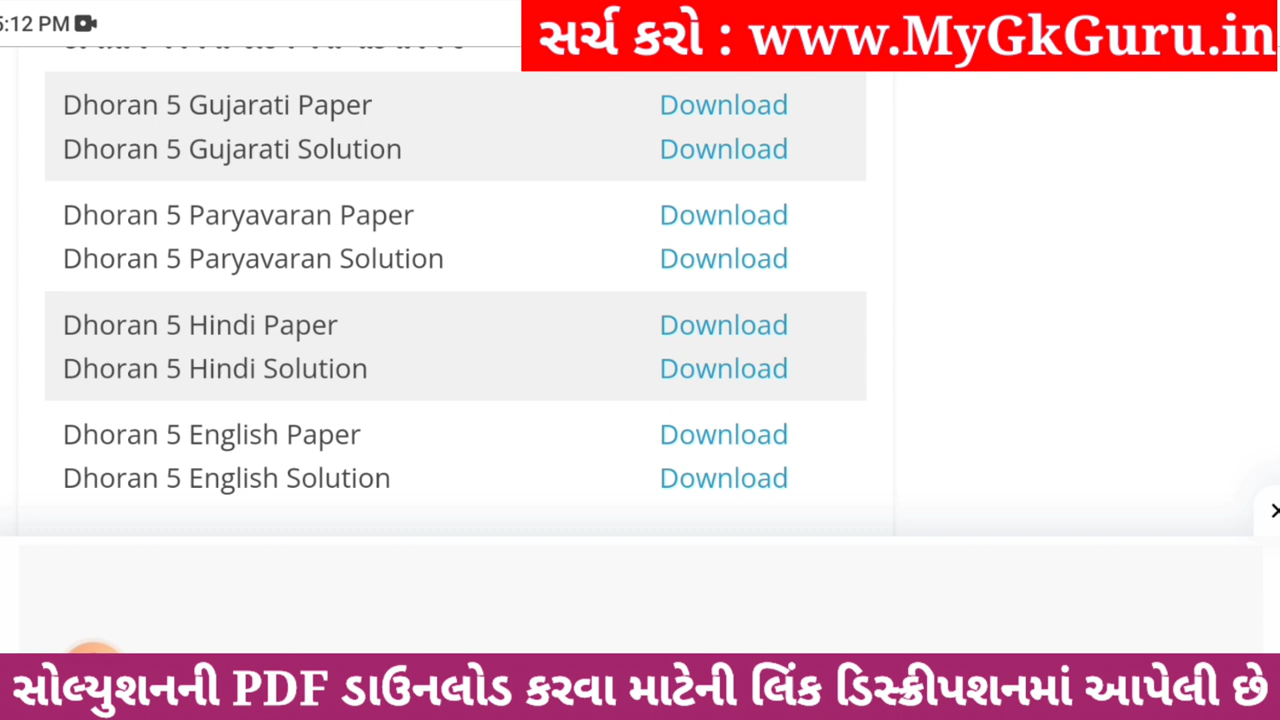 5:12 PM
સર્ચ કરો : www.MyGkGuru.in
Dhoran 5 Gujarati Paper Download
Dhoran 5 Gujarati Solution Download
Dhoran 5 Paryavaran Paper Download
Dhoran 5 Paryavaran Solution Download
Dhoran 5 Hindi Paper Download
Dhoran 5 Hindi Solution Download
Dhoran 5 English Paper Download
Dhoran 5 English Solution Download
સોલ્યુશનની PDF ડાઉનલોડ કરવા માટેની લિંક ડિસ્ક્રીપશનમાં આપેલી છે